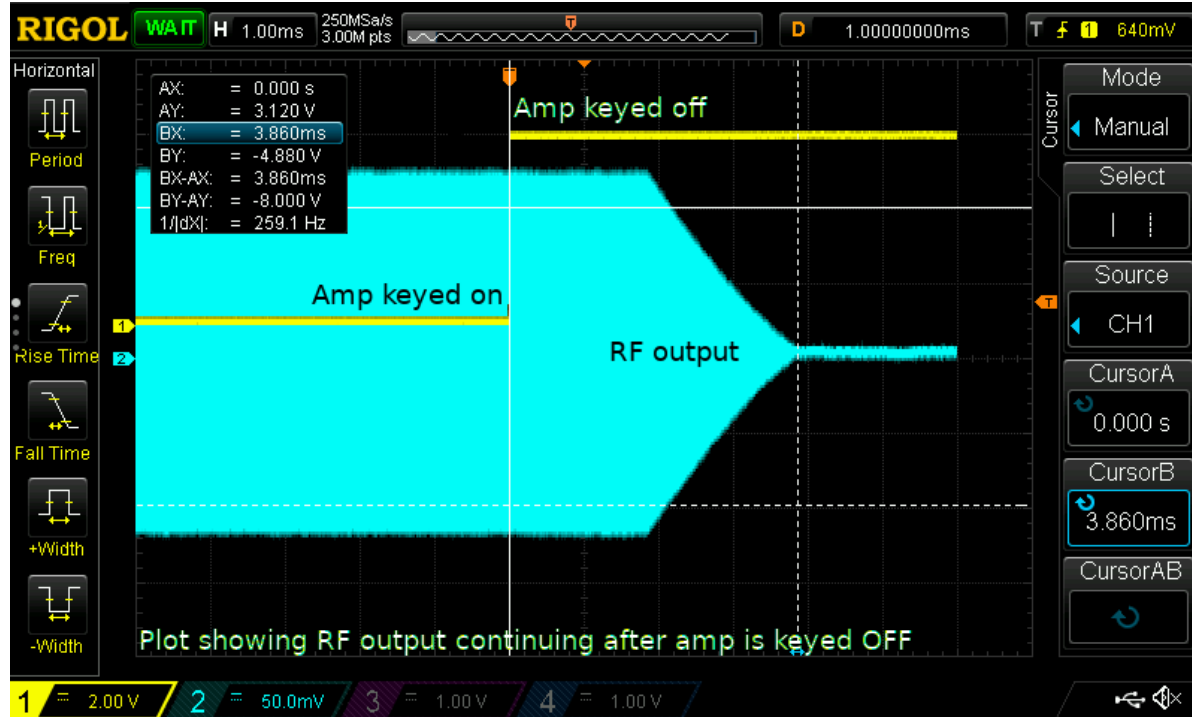 RIGOL WAIT H 1.00ms 250MSa/s 3.00M pts D 1.00000000ms T 1 640mV
Horizontal
Period
Freq
Rise Time
Fall Time
+Width
-Width
AX: = 0.000 s
AY: = 3.120 V
BX: = 3.860ms
BY: = -4.880 V
BX-AX: = 3.860ms
BY-AY: = -8.000 V
1/|dX|: = 259.1 Hz
T
Amp keyed off
Amp keyed on
1
2
RF output
T
Plot showing RF output continuing after amp is keyed OFF
Cursor
Mode
Manual
Select
Source
CH1
CursorA
0.000 s
CursorB
3.860ms
CursorAB
1 = 2.00 V 2 = 50.0mV 3 = 1.00 V 4 = 1.00 V